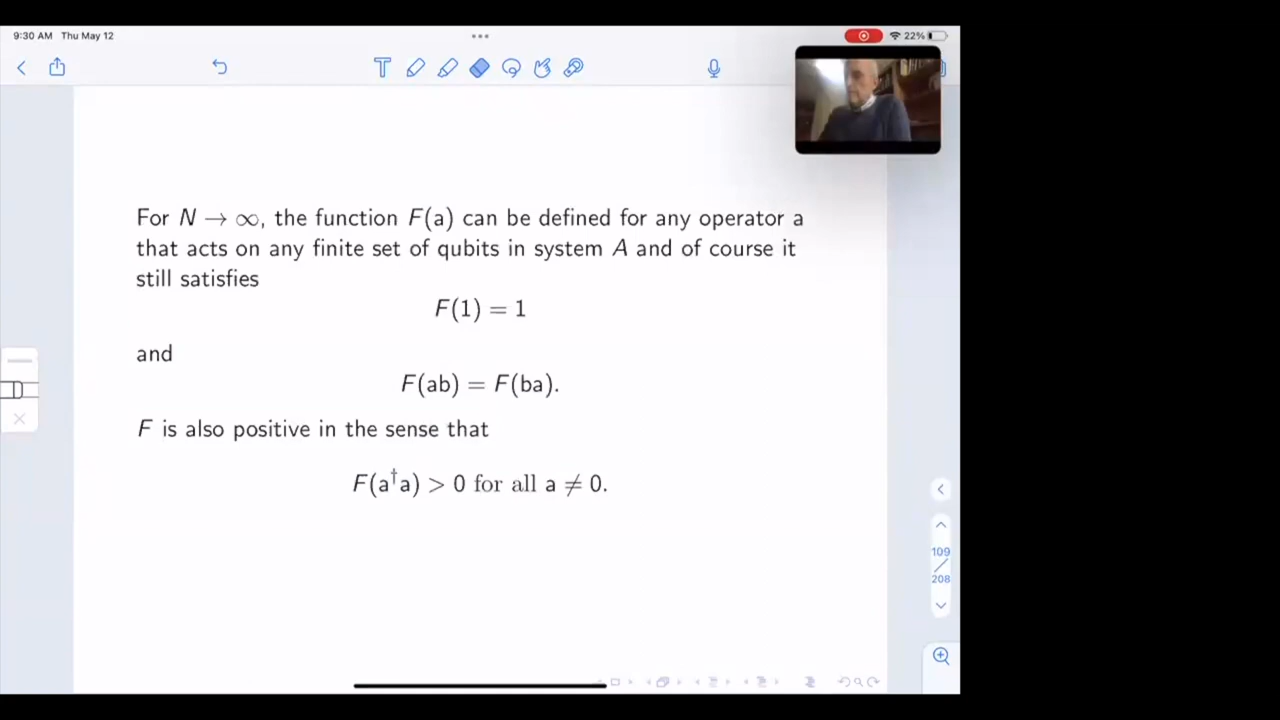 9:30 AM Thu May 12
22%
For N → ∞, the function F(a) can be defined for any operator a
that acts on any finite set of qubits in system A and of course it
still satisfies
F(1) = 1
and
F(ab) = F(ba).
F is also positive in the sense that
F(a†a) > 0 for all a ≠ 0.
109
/
208